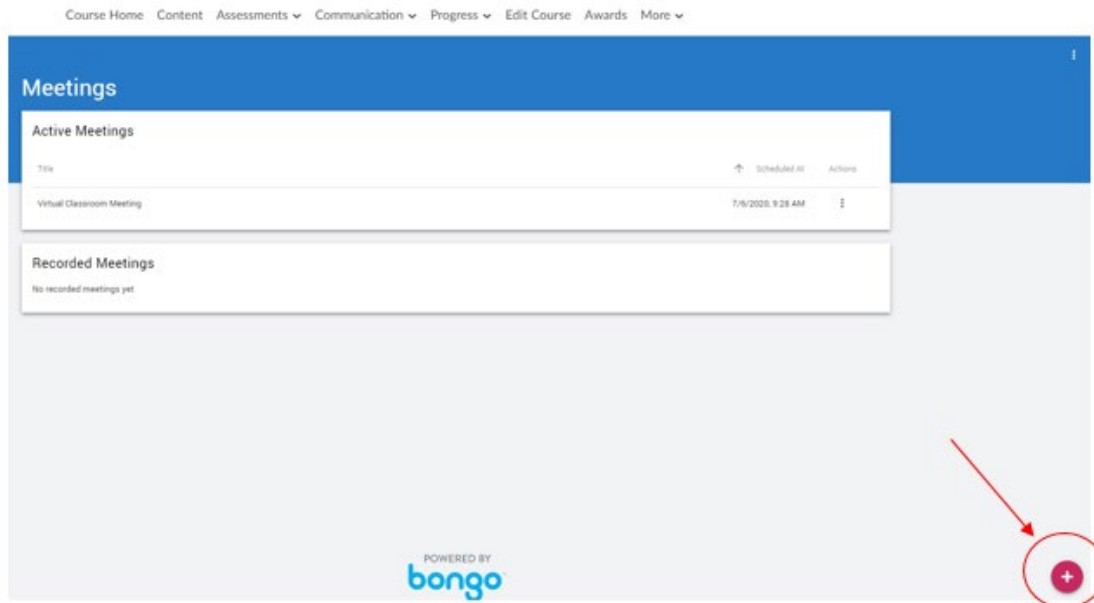 Course Home Content Assessments Communication Progress Edit Course Awards More
Meetings
Active Meetings
Title Scheduled At Actions
Virtual Classroom Meeting 7/6/2020, 9:28 AM
Recorded Meetings
No recorded meetings yet
POWERED BY
bongo